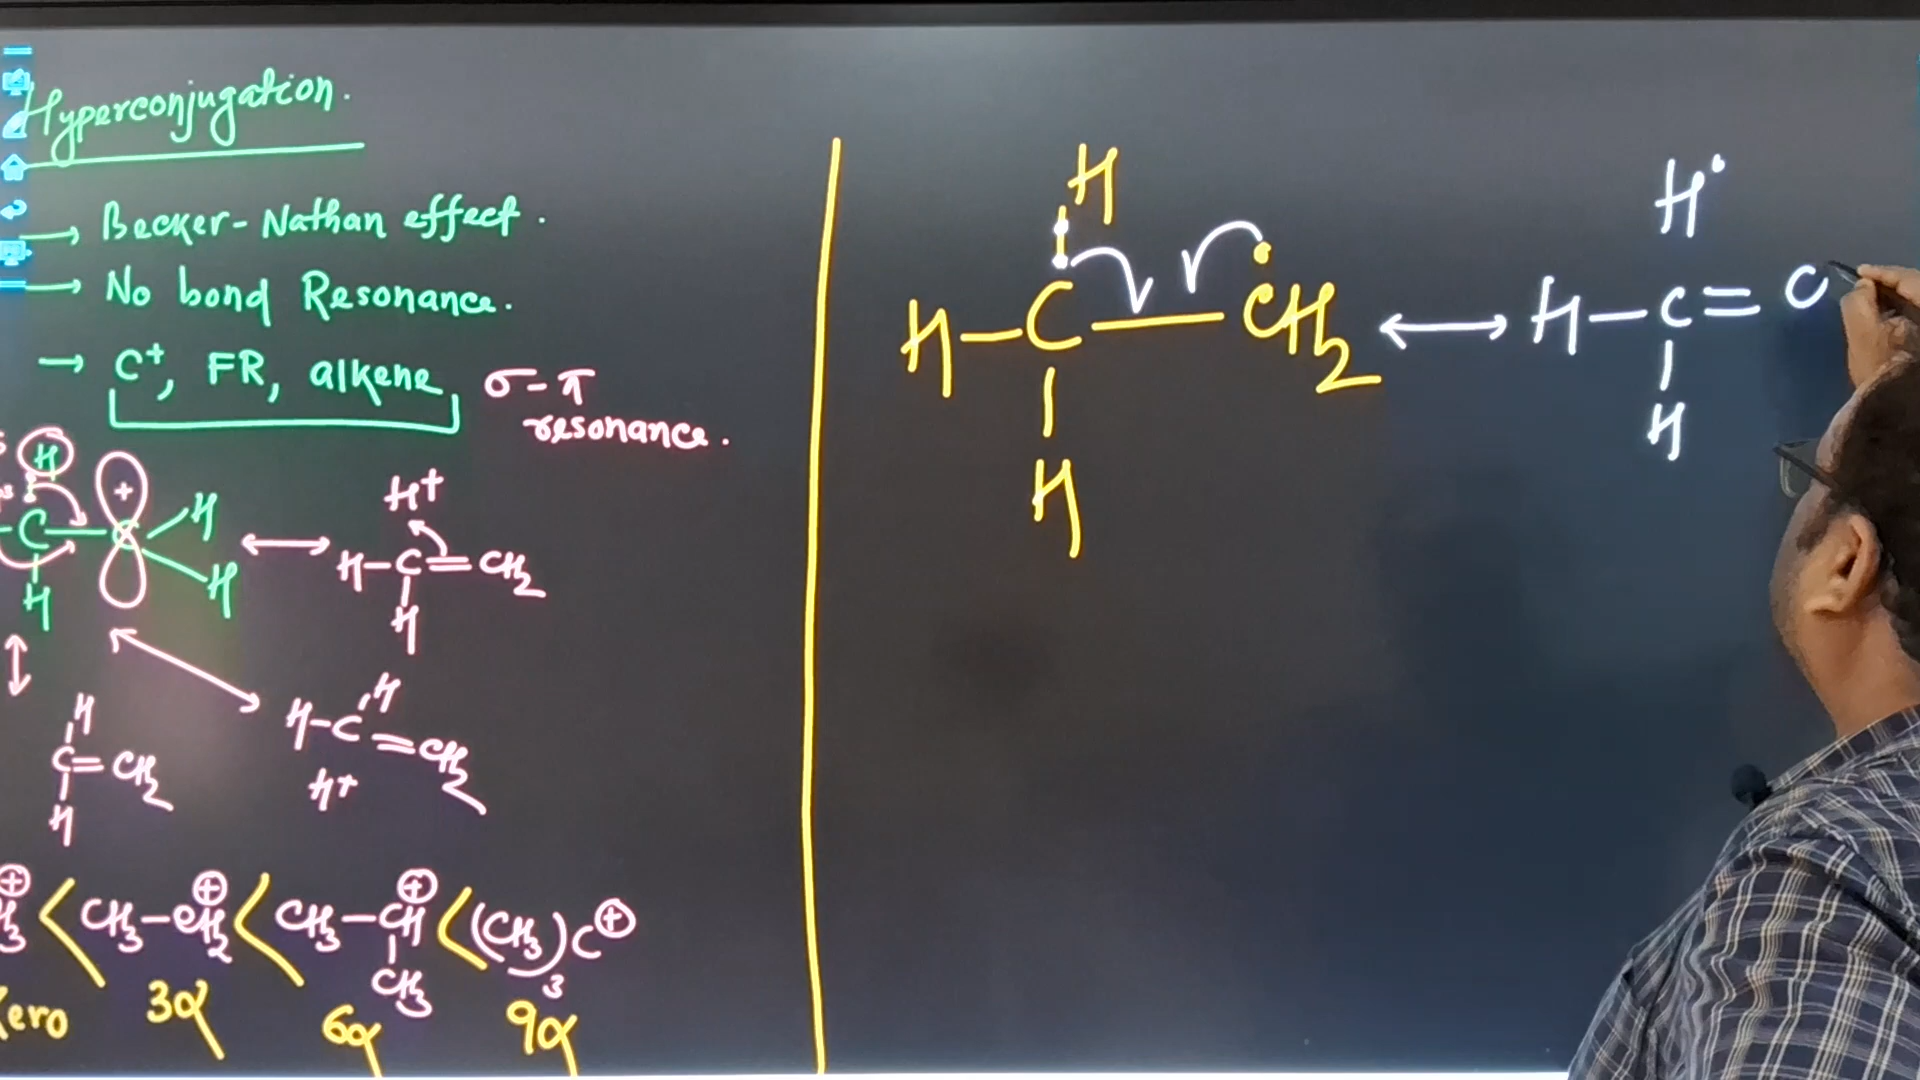 Hyperconjugation.
→ Becker-Nathan effect.
→ No bond Resonance.
→ C+, FR, alkene
σ-π
resonance.
H
C — C + H
H
H
↔
H+
H-C=CH2
H
H
C=CH2
H
H
H-C=CH2
H+
H3⊕ < CH3-CH2⊕ < CH3-CH⊕ < (CH3)3C⊕
CH3
Zero 3α 6α 9α
H
H-C—CH2 ↔ H-C=C
H
H•
H